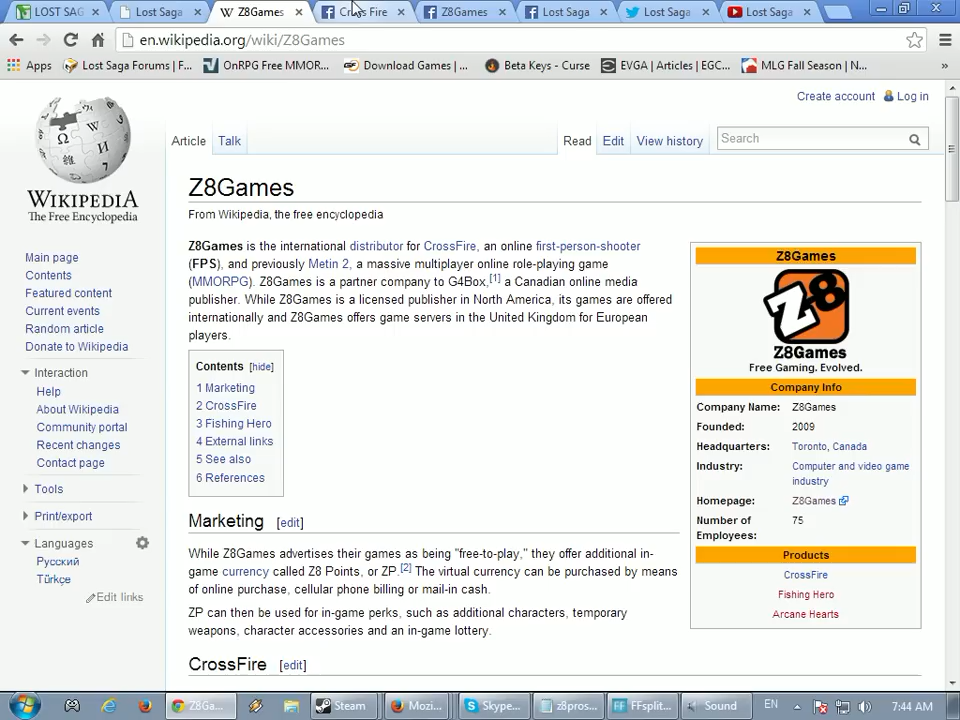 LOST SAG
Lost Saga
Z8Games
Cross Fire
Z8Games
Lost Saga
Lost Saga
Lost Saga
en.wikipedia.org/wiki/Z8Games
Apps
Lost Saga Forums | F...
OnRPG Free MMOR...
Download Games | ...
Beta Keys - Curse
EVGA | Articles | EGC...
MLG Fall Season | N...
»
Create account
Log in
Article
Talk
Read
Edit
View history
Search
WIKIPEDIA
The Free Encyclopedia
Main page
Contents
Featured content
Current events
Random article
Donate to Wikipedia
Interaction
Help
About Wikipedia
Community portal
Recent changes
Contact page
Tools
Print/export
Languages
Русский
Türkçe
Edit links
Z8Games
From Wikipedia, the free encyclopedia
Z8Games is the international distributor for CrossFire, an online first-person-shooter
(FPS), and previously Metin 2, a massive multiplayer online role-playing game
(MMORPG). Z8Games is a partner company to G4Box,[1] a Canadian online media
publisher. While Z8Games is a licensed publisher in North America, its games are offered
internationally and Z8Games offers game servers in the United Kingdom for European
players.
Contents [hide]
1 Marketing
2 CrossFire
3 Fishing Hero
4 External links
5 See also
6 References
Marketing [edit]
While Z8Games advertises their games as being "free-to-play," they offer additional in-
game currency called Z8 Points, or ZP.[2] The virtual currency can be purchased by means
of online purchase, cellular phone billing or mail-in cash.
ZP can then be used for in-game perks, such as additional characters, temporary
weapons, character accessories and an in-game lottery.
CrossFire [edit]
Z8Games
Z8
Z8Games
Free Gaming. Evolved.
Company Info
Company Name: Z8Games
Founded: 2009
Headquarters: Toronto, Canada
Industry: Computer and video game
industry
Homepage: Z8Games
Number of 75
Employees:
Products
CrossFire
Fishing Hero
Arcane Hearts
Z8Ga...
Steam
Mozi...
Skype...
z8pros...
FFsplit...
Sound
EN
7:44 AM